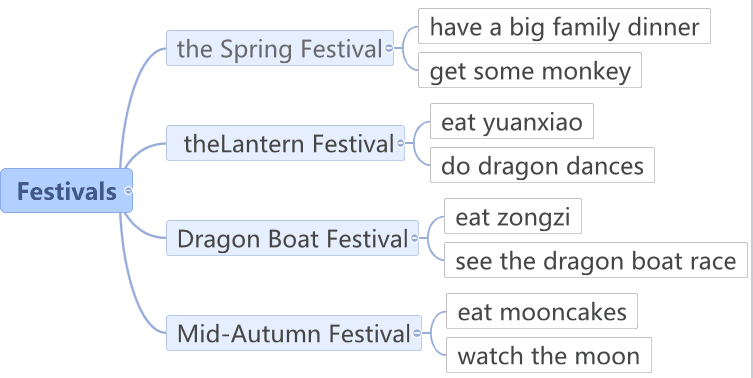 the Spring Festival
have a big family dinner
get some monkey
theLantern Festival
eat yuanxiao
do dragon dances
Festivals
Dragon Boat Festival
eat zongzi
see the dragon boat race
Mid-Autumn Festival
eat mooncakes
watch the moon